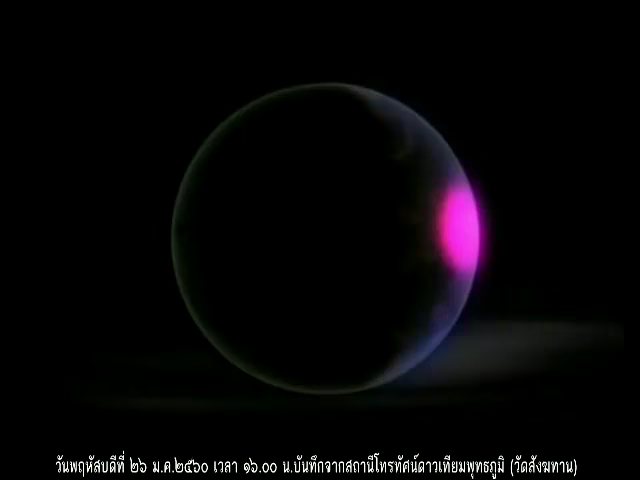 วันพฤหัสบดีที่ ๒๖ ม.ค.๒๕๖๐ เวลา ๑๖.๐๐ น.บันทึกจากสถานีโทรทัศน์ดาวเทียมพุทธภูมิ (วัดสังฆทาน)